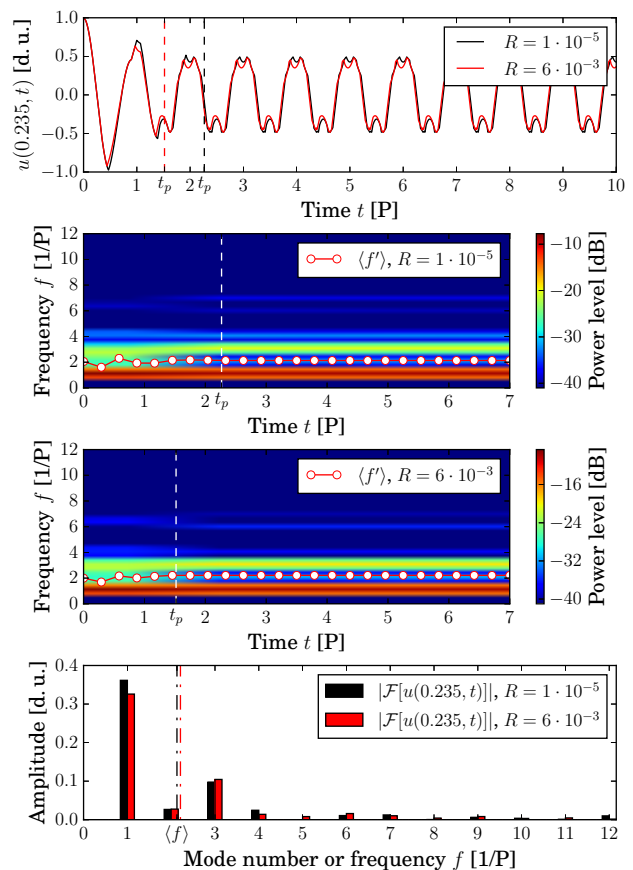 1.0
0.5
0.0
−0.5
−1.0
u(0.235, t) [d. u.]
R = 1 · 10⁻⁵
R = 6 · 10⁻³
0 1 t_p 2 t_p 3 4 5 6 7 8 9 10
Time t [P]
12
10
8
6
4
2
0
Frequency f [1/P]
⟨f′⟩, R = 1 · 10⁻⁵
0 1 2 t_p 3 4 5 6 7
Time t [P]
−10
−20
−30
−40
Power level [dB]
12
10
8
6
4
2
0
Frequency f [1/P]
⟨f′⟩, R = 6 · 10⁻³
0 1 t_p 2 3 4 5 6 7
Time t [P]
−16
−24
−32
−40
Power level [dB]
0.4
0.3
0.2
0.1
0.0
Amplitude [d. u.]
|ℱ[u(0.235, t)]|, R = 1 · 10⁻⁵
|ℱ[u(0.235, t)]|, R = 6 · 10⁻³
0 1 ⟨f⟩ 3 4 5 6 7 8 9 10 11 12
Mode number or frequency f [1/P]